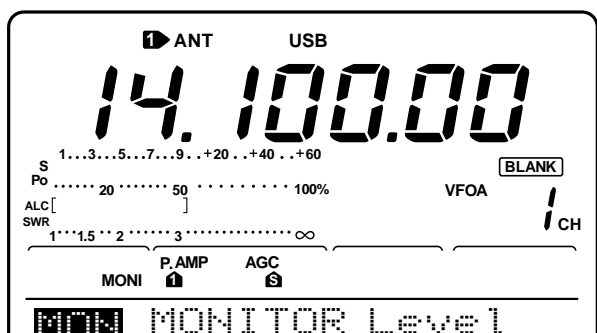 1 ANT USB
14.100.00
S 1...3...5...7...9..+20..+40..+60
BLANK
Po ...... 20 ...... 50 .......... 100%
VFOA
1 CH
ALC [ ]
SWR 1...1.5..2 ...... 3 ............... ∞
MONI P.AMP 1 AGC S
MON MONITOR Level